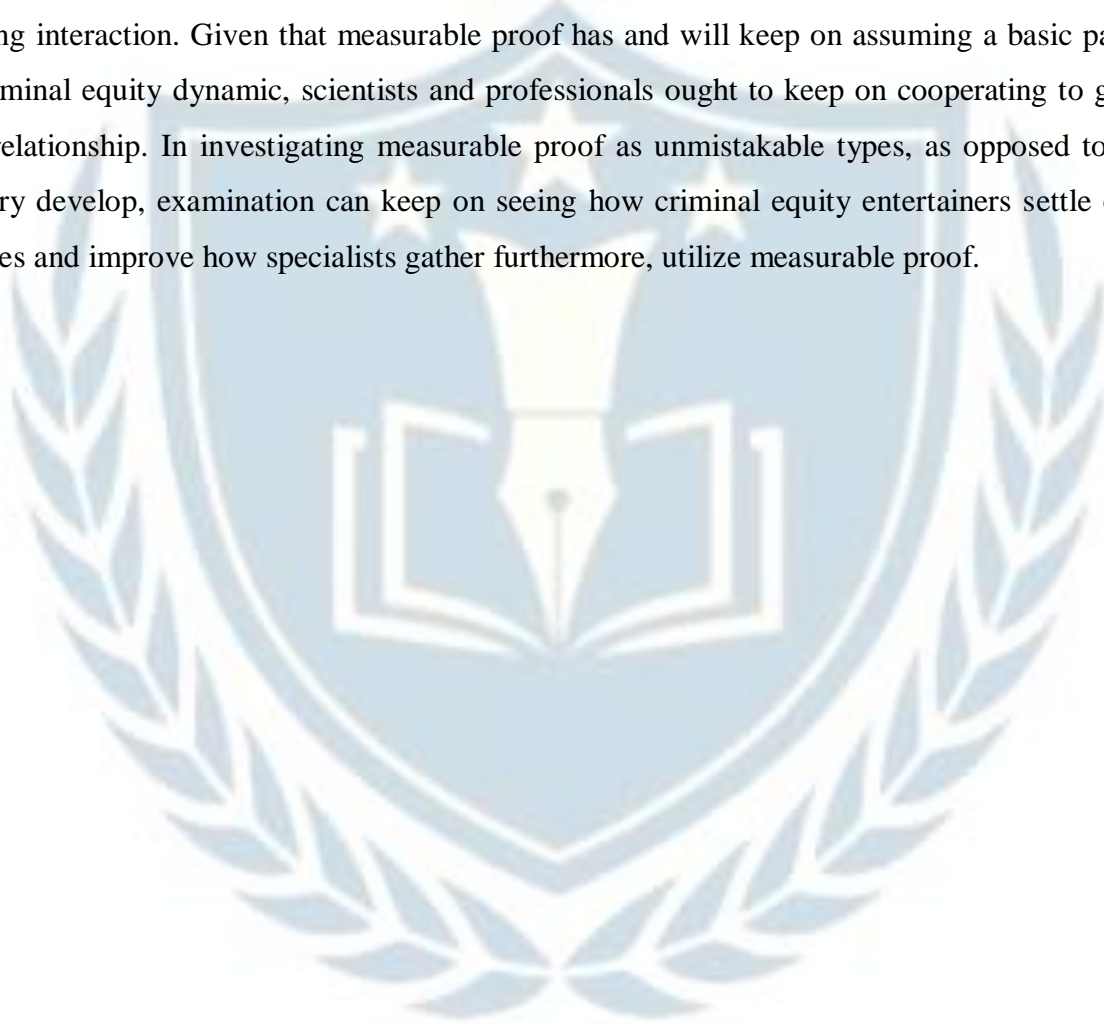 ng interaction. Given that measurable proof has and will keep on assuming a basic pa
minal equity dynamic, scientists and professionals ought to keep on cooperating to g
relationship. In investigating measurable proof as unmistakable types, as opposed to
ry develop, examination can keep on seeing how criminal equity entertainers settle
es and improve how specialists gather furthermore, utilize measurable proof.